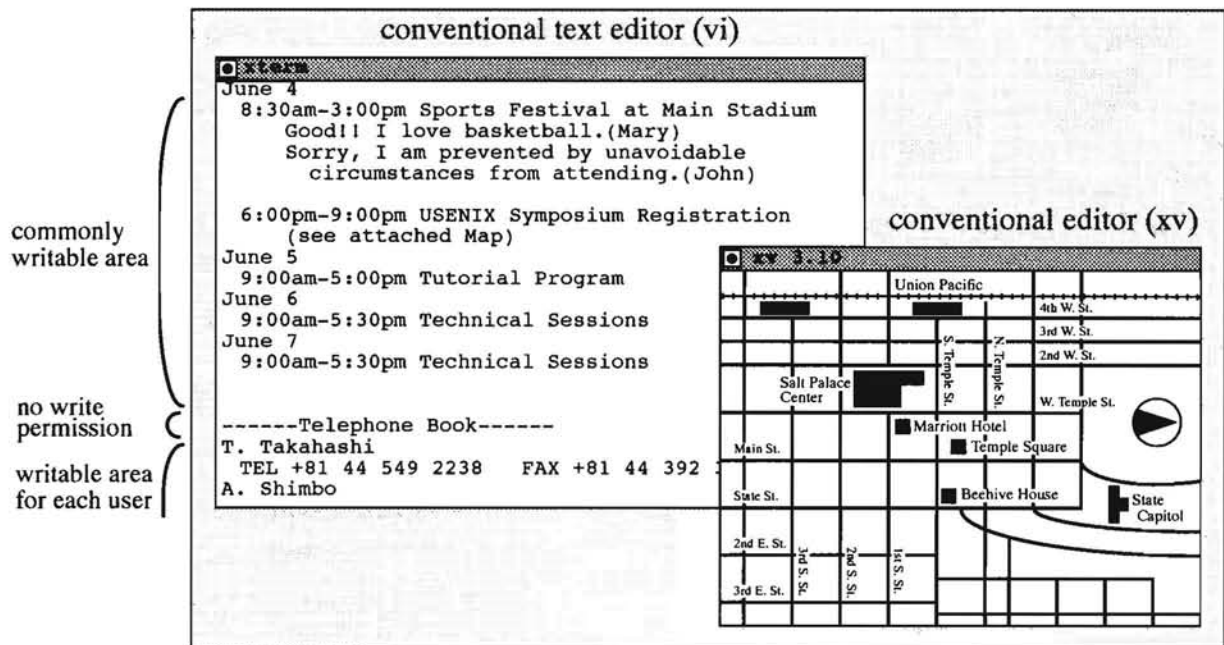 conventional text editor (vi)
xterm
June 4
8:30am-3:00pm Sports Festival at Main Stadium
Good!! I love basketball.(Mary)
Sorry, I am prevented by unavoidable
circumstances from attending.(John)
6:00pm-9:00pm USENIX Symposium Registration
(see attached Map)
June 5
9:00am-5:00pm Tutorial Program
June 6
9:00am-5:30pm Technical Sessions
June 7
9:00am-5:30pm Technical Sessions
------Telephone Book------
T. Takahashi
TEL +81 44 549 2238 FAX +81 44 392
A. Shimbo
commonly
writable area
no write
permission
writable area
for each user
conventional editor (xv)
xv 3.10
Union Pacific
4th W. St.
3rd W. St.
2nd W. St.
S. Temple St.
N. Temple St.
Salt Palace
Center
W. Temple St.
Marrion Hotel
Main St.
Temple Square
State St.
Beehive House
State
Capitol
2nd E. St.
3rd S. St.
2nd S. St.
1st S. St.
3rd E. St.